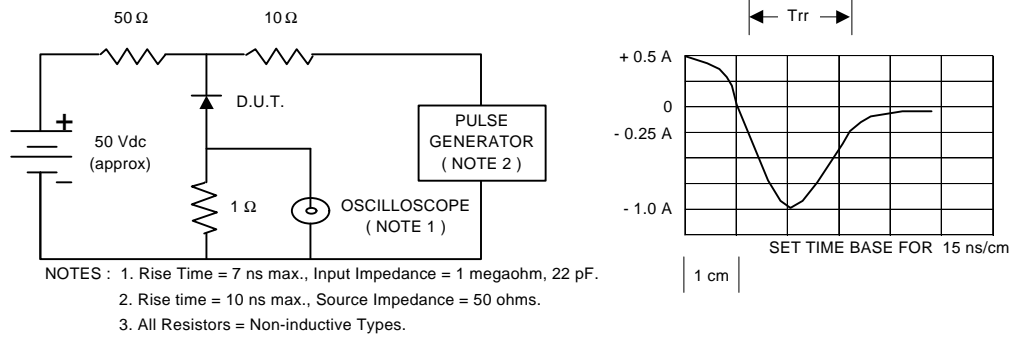 50 Ω
10 Ω
Trr
+
50 Vdc
(approx)
−
D.U.T.
1 Ω
OSCILLOSCOPE
( NOTE 1 )
PULSE
GENERATOR
( NOTE 2 )
+ 0.5 A
0
- 0.25 A
- 1.0 A
SET TIME BASE FOR 15 ns/cm
1 cm
NOTES : 1. Rise Time = 7 ns max., Input Impedance = 1 megaohm, 22 pF.
2. Rise time = 10 ns max., Source Impedance = 50 ohms.
3. All Resistors = Non-inductive Types.